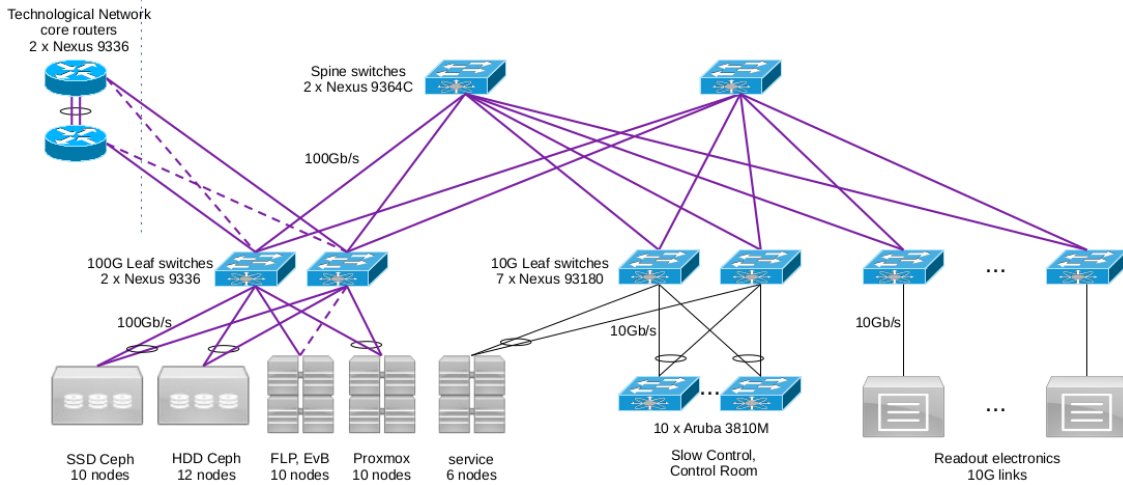 Technological Network
core routers
2 x Nexus 9336
Spine switches
2 x Nexus 9364C
100Gb/s
100G Leaf switches
2 x Nexus 9336
10G Leaf switches
7 x Nexus 93180
...
100Gb/s
10Gb/s
10Gb/s
...
...
10 x Aruba 3810M
SSD Ceph
10 nodes
HDD Ceph
12 nodes
FLP, EvB
10 nodes
Proxmox
10 nodes
service
6 nodes
Slow Control,
Control Room
Readout electronics
10G links